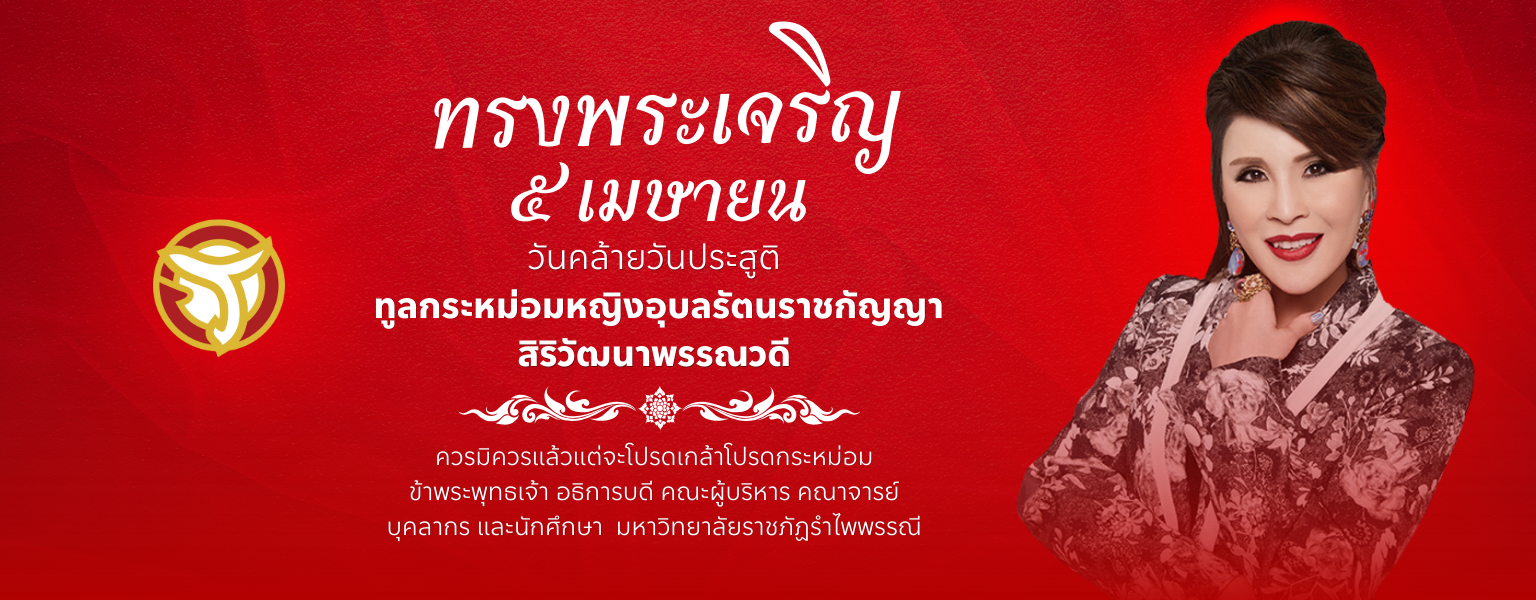 ทรงพระเจริญ
๕ เมษายน
วันคล้ายวันประสูติ
ทูลกระหม่อมหญิงอุบลรัตนราชกัญญา
สิริวัฒนาพรรณวดี
ควรมิควรแล้วแต่จะโปรดเกล้าโปรดกระหม่อม
ข้าพระพุทธเจ้า อธิการบดี คณะผู้บริหาร คณาจารย์
บุคลากร และนักศึกษา มหาวิทยาลัยราชภัฏรำไพพรรณี